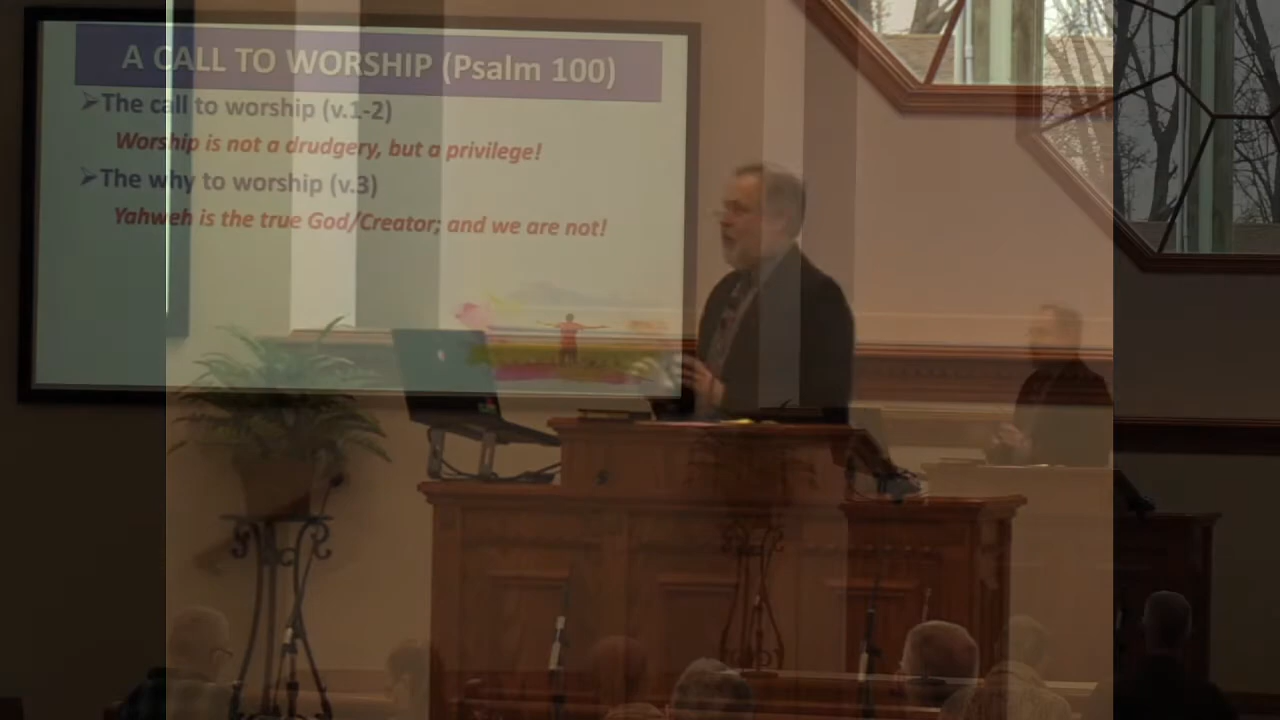 A CALL TO WORSHIP (Psalm 100)
➢The call to worship (v.1-2)
Worship is not a drudgery, but a privilege!
➢The why to worship (v.3)
Yahweh is the true God/Creator; and we are not!